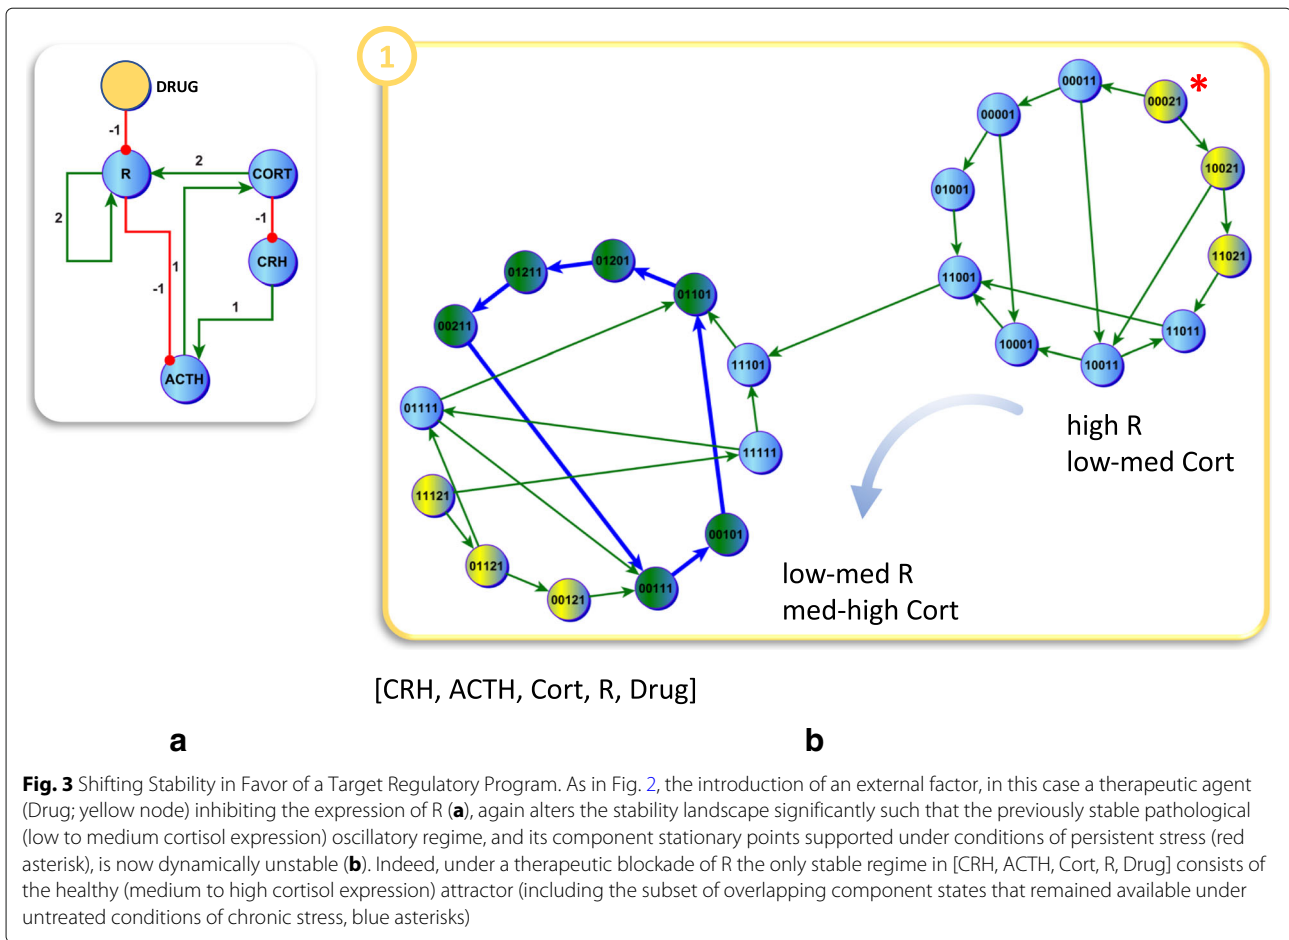 DRUG
-1
R
2
CORT
2
-1
CRH
1
-1
1
ACTH
1
00011
00021
*
00001
10021
01001
11021
11001
11011
10001
10011
01201
01211
01101
00211
11101
01111
11111
11121
00101
01121
00121
00111
high R
low-med Cort
low-med R
med-high Cort
[CRH, ACTH, Cort, R, Drug]
a
b
Fig. 3 Shifting Stability in Favor of a Target Regulatory Program. As in Fig. 2, the introduction of an external factor, in this case a therapeutic agent
(Drug; yellow node) inhibiting the expression of R (a), again alters the stability landscape significantly such that the previously stable pathological
(low to medium cortisol expression) oscillatory regime, and its component stationary points supported under conditions of persistent stress (red
asterisk), is now dynamically unstable (b). Indeed, under a therapeutic blockade of R the only stable regime in [CRH, ACTH, Cort, R, Drug] consists of
the healthy (medium to high cortisol expression) attractor (including the subset of overlapping component states that remained available under
untreated conditions of chronic stress, blue asterisks)